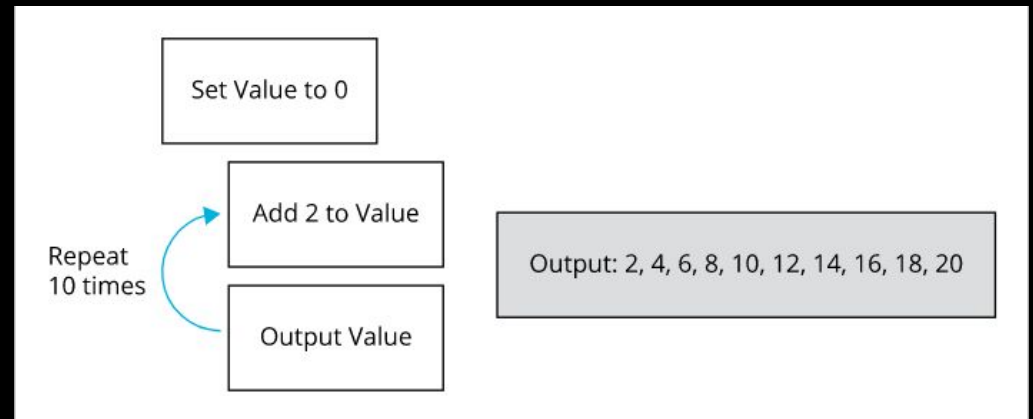 Set Value to 0
Add 2 to Value
Repeat
10 times
Output Value
Output: 2, 4, 6, 8, 10, 12, 14, 16, 18, 20